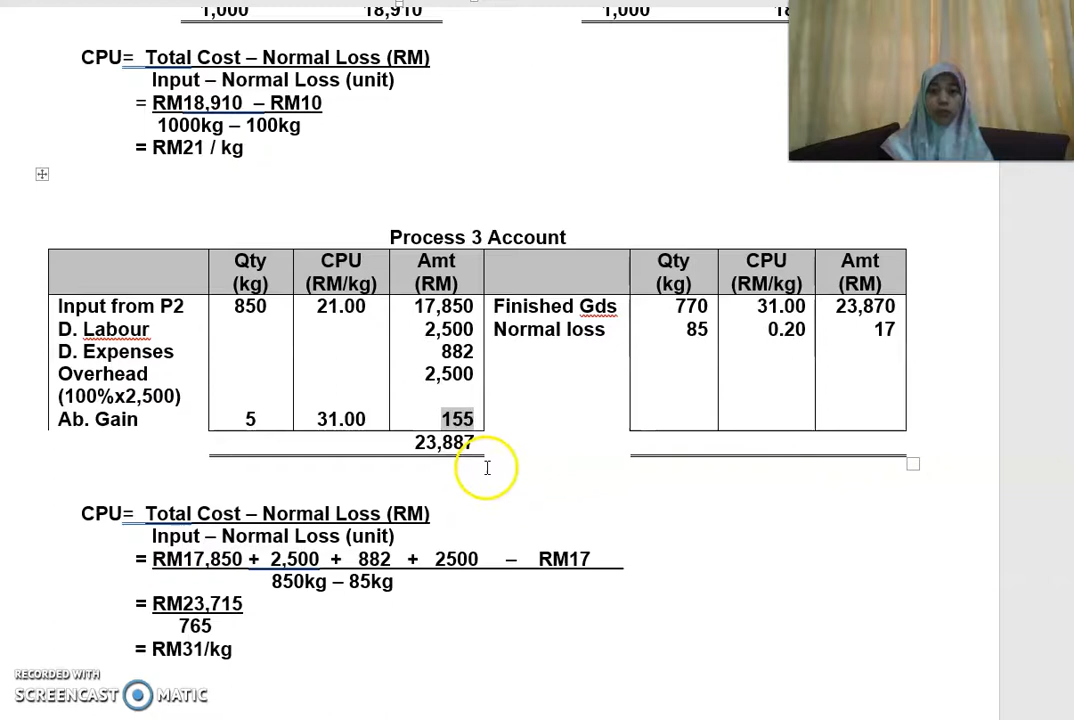 1,000 18,910 1,000
CPU= Total Cost – Normal Loss (RM)
Input – Normal Loss (unit)
= RM18,910 – RM10
1000kg – 100kg
= RM21 / kg
Process 3 Account
Qty (kg) CPU (RM/kg) Amt (RM) Qty (kg) CPU (RM/kg) Amt (RM)
Input from P2 850 21.00 17,850 Finished Gds 770 31.00 23,870
D. Labour 2,500 Normal loss 85 0.20 17
D. Expenses 882
Overhead 2,500
(100%x2,500)
Ab. Gain 5 31.00 155
23,887
CPU= Total Cost – Normal Loss (RM)
Input – Normal Loss (unit)
= RM17,850 + 2,500 + 882 + 2500 – RM17
850kg – 85kg
= RM23,715
765
= RM31/kg
RECORDED WITH
SCREENCAST MATIC